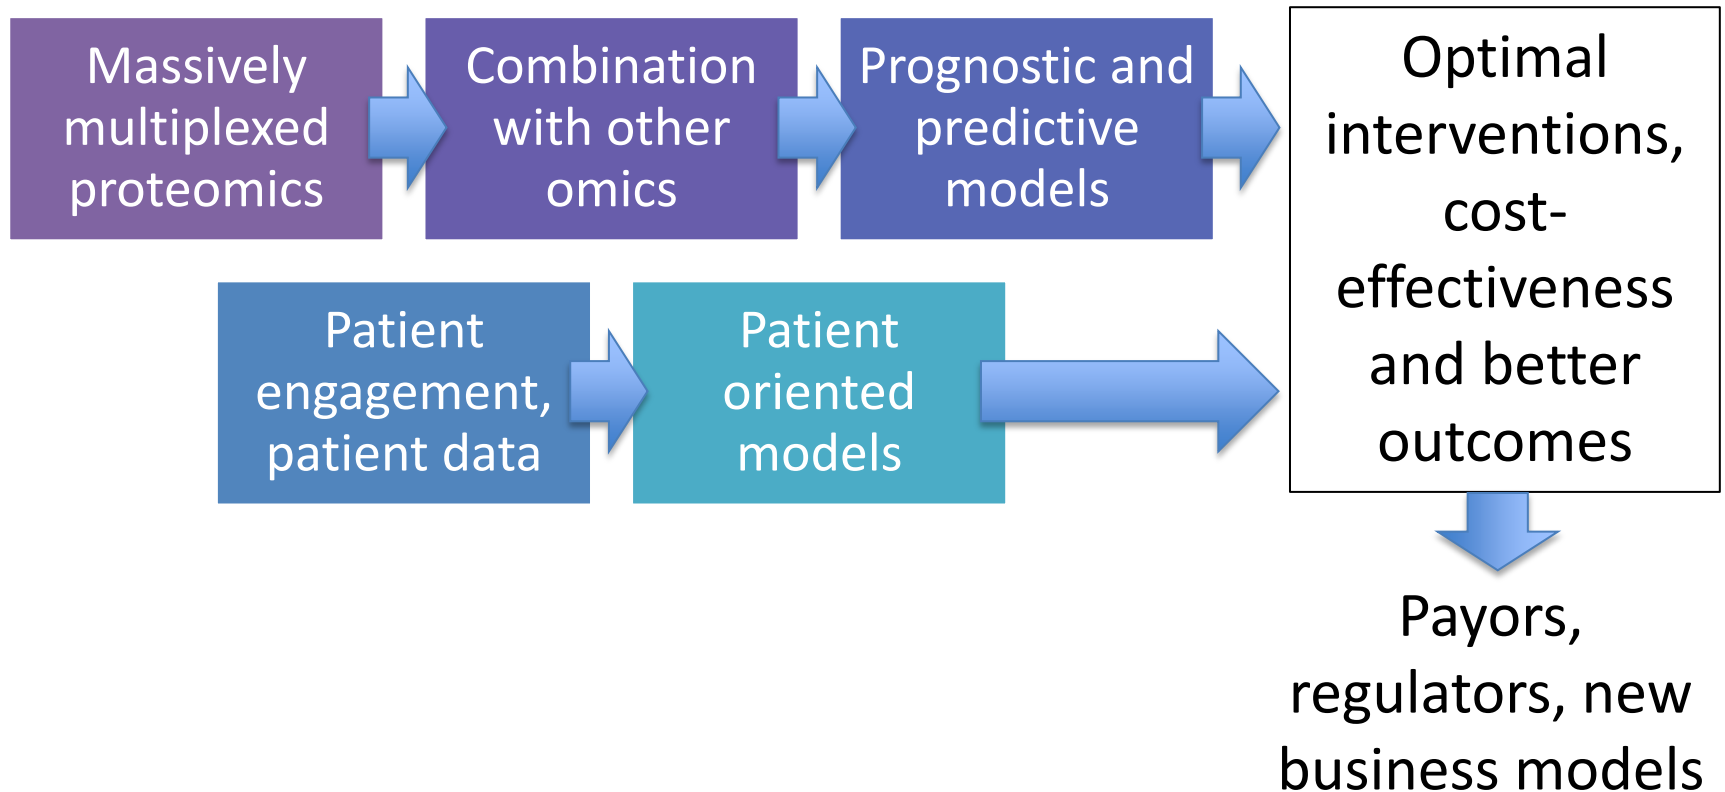 Massively
multiplexed
proteomics
Combination
with other
omics
Prognostic and
predictive
models
Optimal
interventions,
cost-
effectiveness
and better
outcomes
Patient
engagement,
patient data
Patient
oriented
models
Payors,
regulators, new
business models